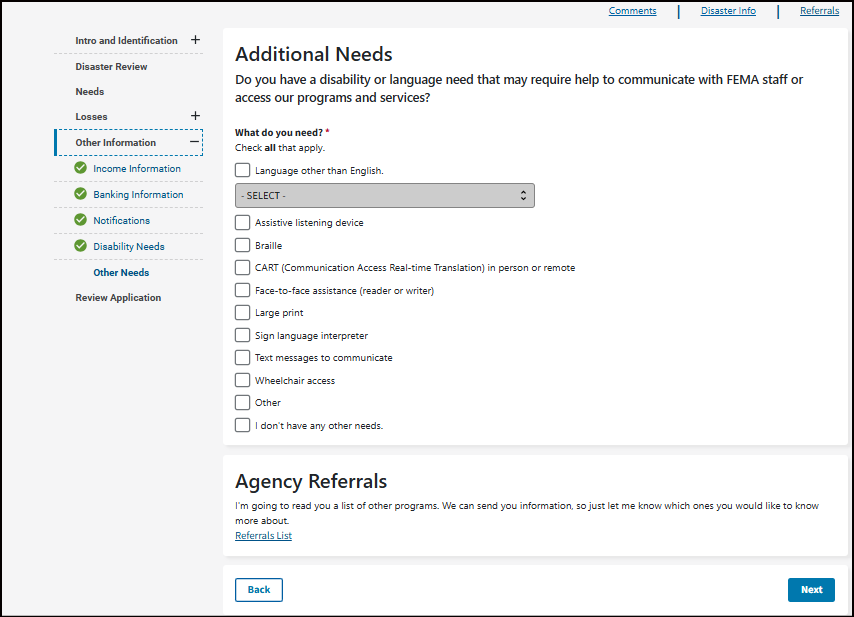 Comments | Disaster Info | Referrals
Intro and Identification +
Disaster Review
Needs
Losses +
Other Information –
Income Information
Banking Information
Notifications
Disability Needs
Other Needs
Review Application
Additional Needs
Do you have a disability or language need that may require help to communicate with FEMA staff or
access our programs and services?
What do you need? *
Check all that apply.
Language other than English.
- SELECT -
Assistive listening device
Braille
CART (Communication Access Real-time Translation) in person or remote
Face-to-face assistance (reader or writer)
Large print
Sign language interpreter
Text messages to communicate
Wheelchair access
Other
I don't have any other needs.
Agency Referrals
I'm going to read you a list of other programs. We can send you information, so just let me know which ones you would like to know
more about.
Referrals List
Back
Next